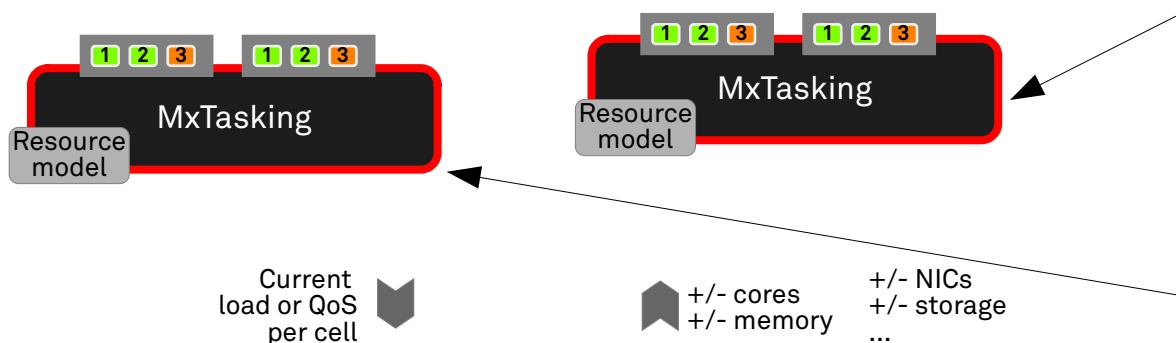 1 2 3 1 2 3
MxTasking
Resource
model
1 2 3 1 2 3
MxTasking
Resource
model
Current
load or QoS
per cell
+/- cores
+/- memory
+/- NICs
+/- storage
...